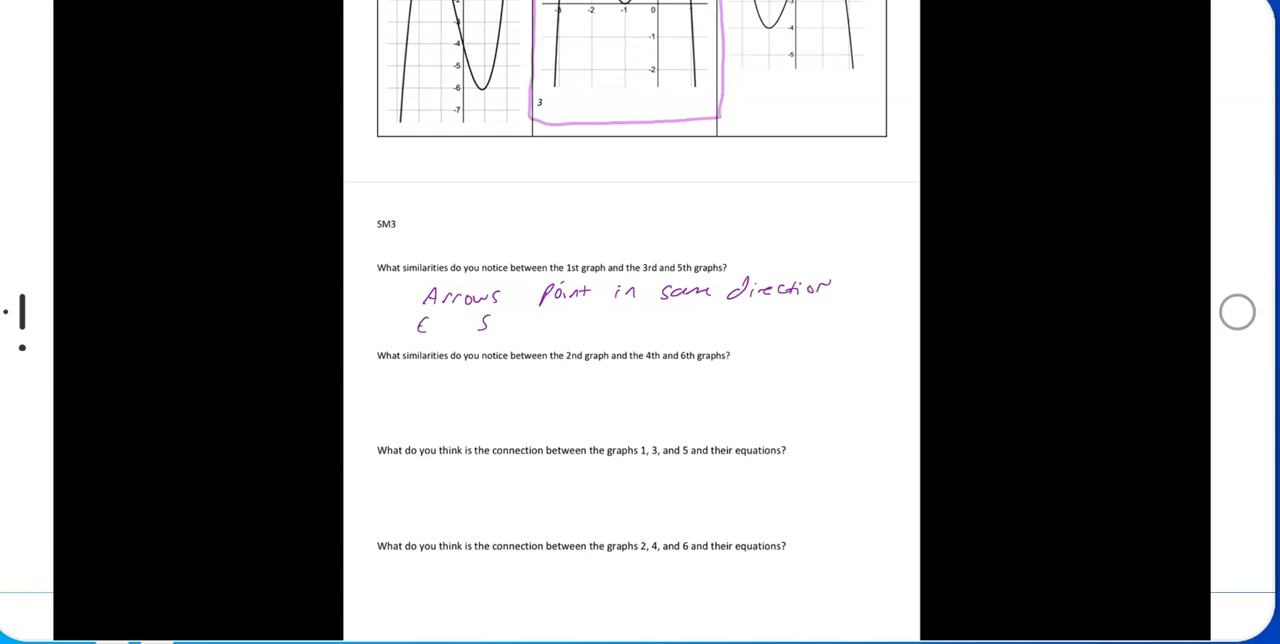 -3
-4
-5
-6
-7
-3 -2 -1 0
-1
-2
3
-3
-4
-5
SM3
What similarities do you notice between the 1st graph and the 3rd and 5th graphs?
Arrows point in same direction
E S
What similarities do you notice between the 2nd graph and the 4th and 6th graphs?
What do you think is the connection between the graphs 1, 3, and 5 and their equations?
What do you think is the connection between the graphs 2, 4, and 6 and their equations?